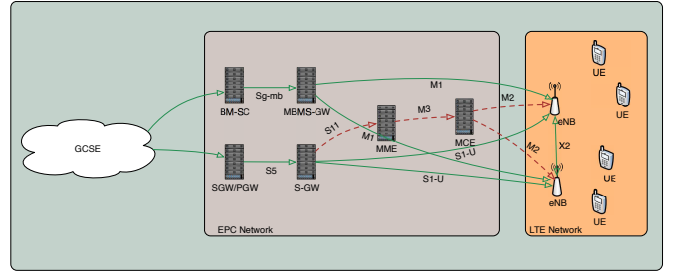 M1
UE
BM-SC
Sg-mb
MBMS-GW
M3
M2
eNB
UE
S11
M1
MME
MCE
GCSE
X2
M2
S1-U
UE
SGW/PGW
S5
S-GW
S1-U
eNB
UE
EPC Network
LTE Network